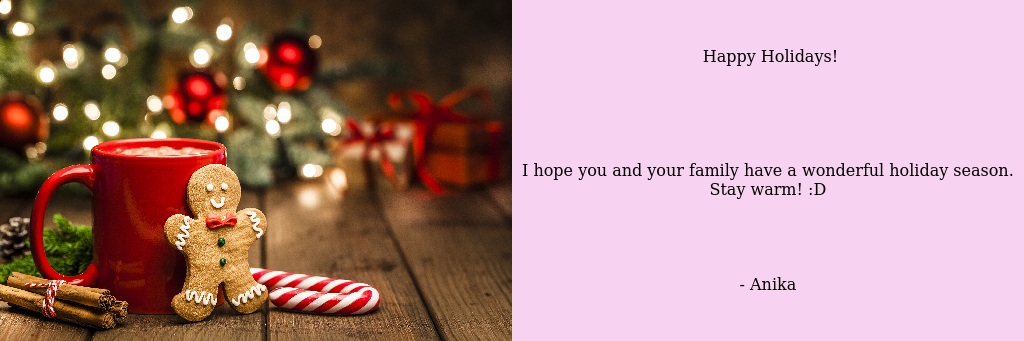 Happy Holidays!
I hope you and your family have a wonderful holiday season.
Stay warm! :D
- Anika